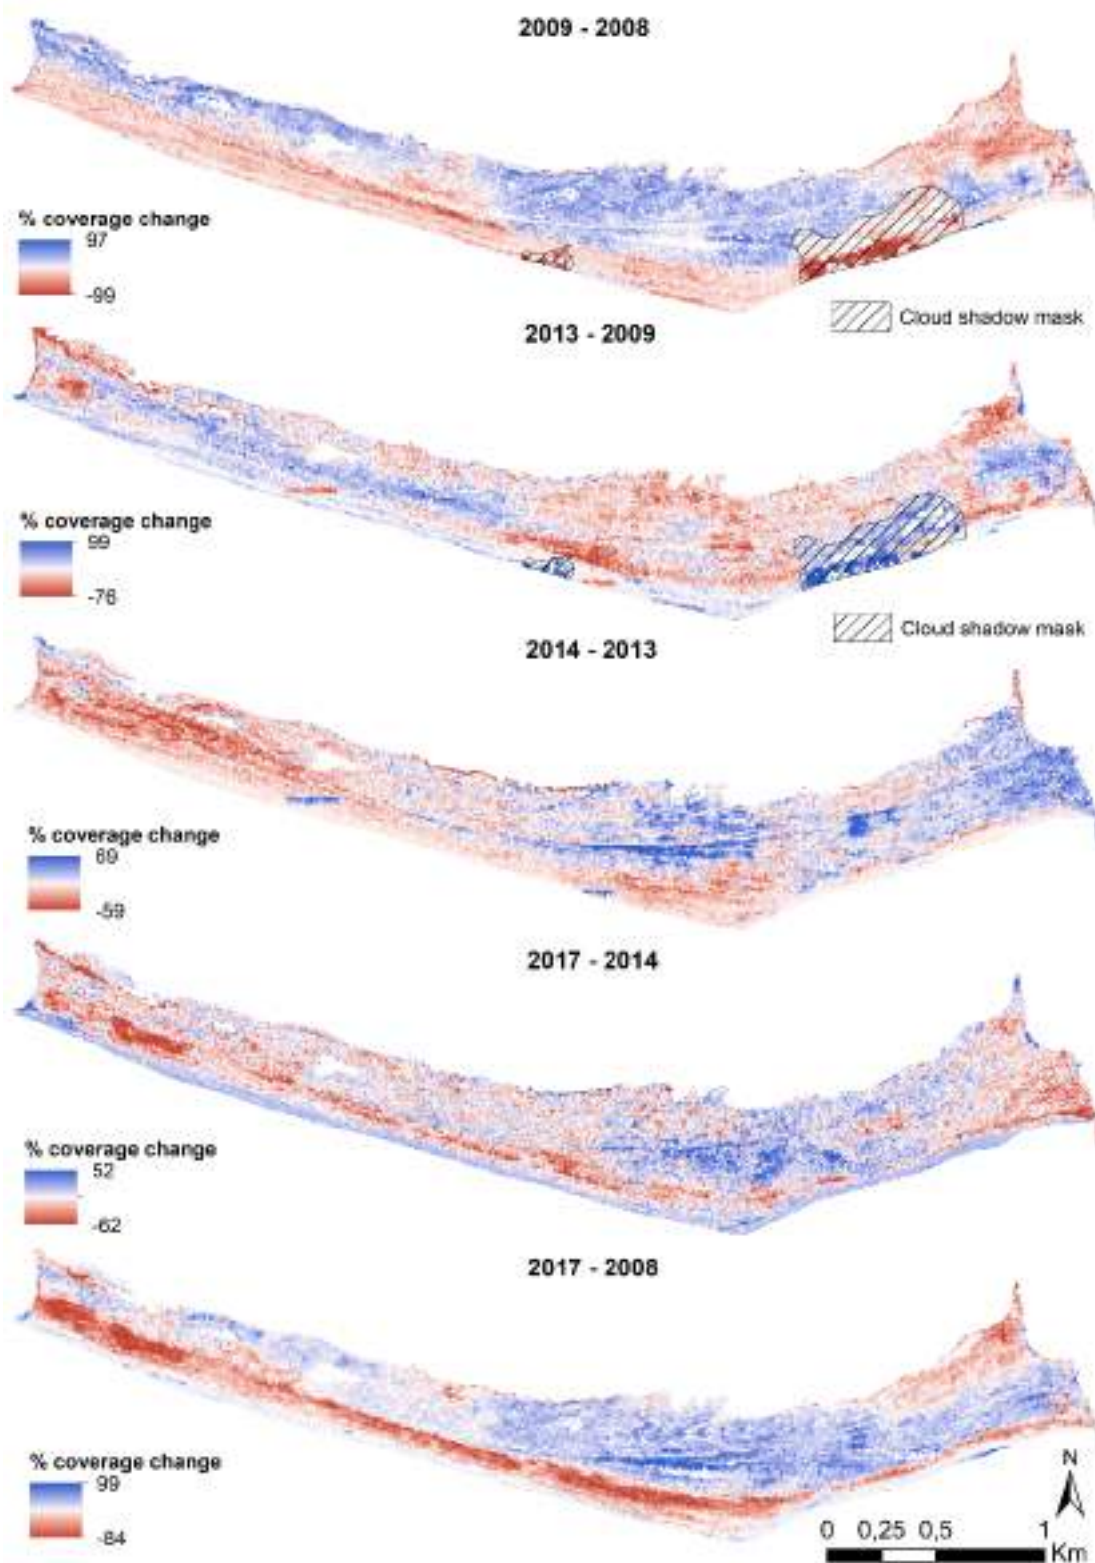 2009 - 2008
% coverage change
97
-99
Cloud shadow mask
2013 - 2009
% coverage change
99
-76
Cloud shadow mask
2014 - 2013
% coverage change
69
-59
2017 - 2014
% coverage change
52
-62
2017 - 2008
% coverage change
99
-84
N
0 0,25 0,5 1
Km